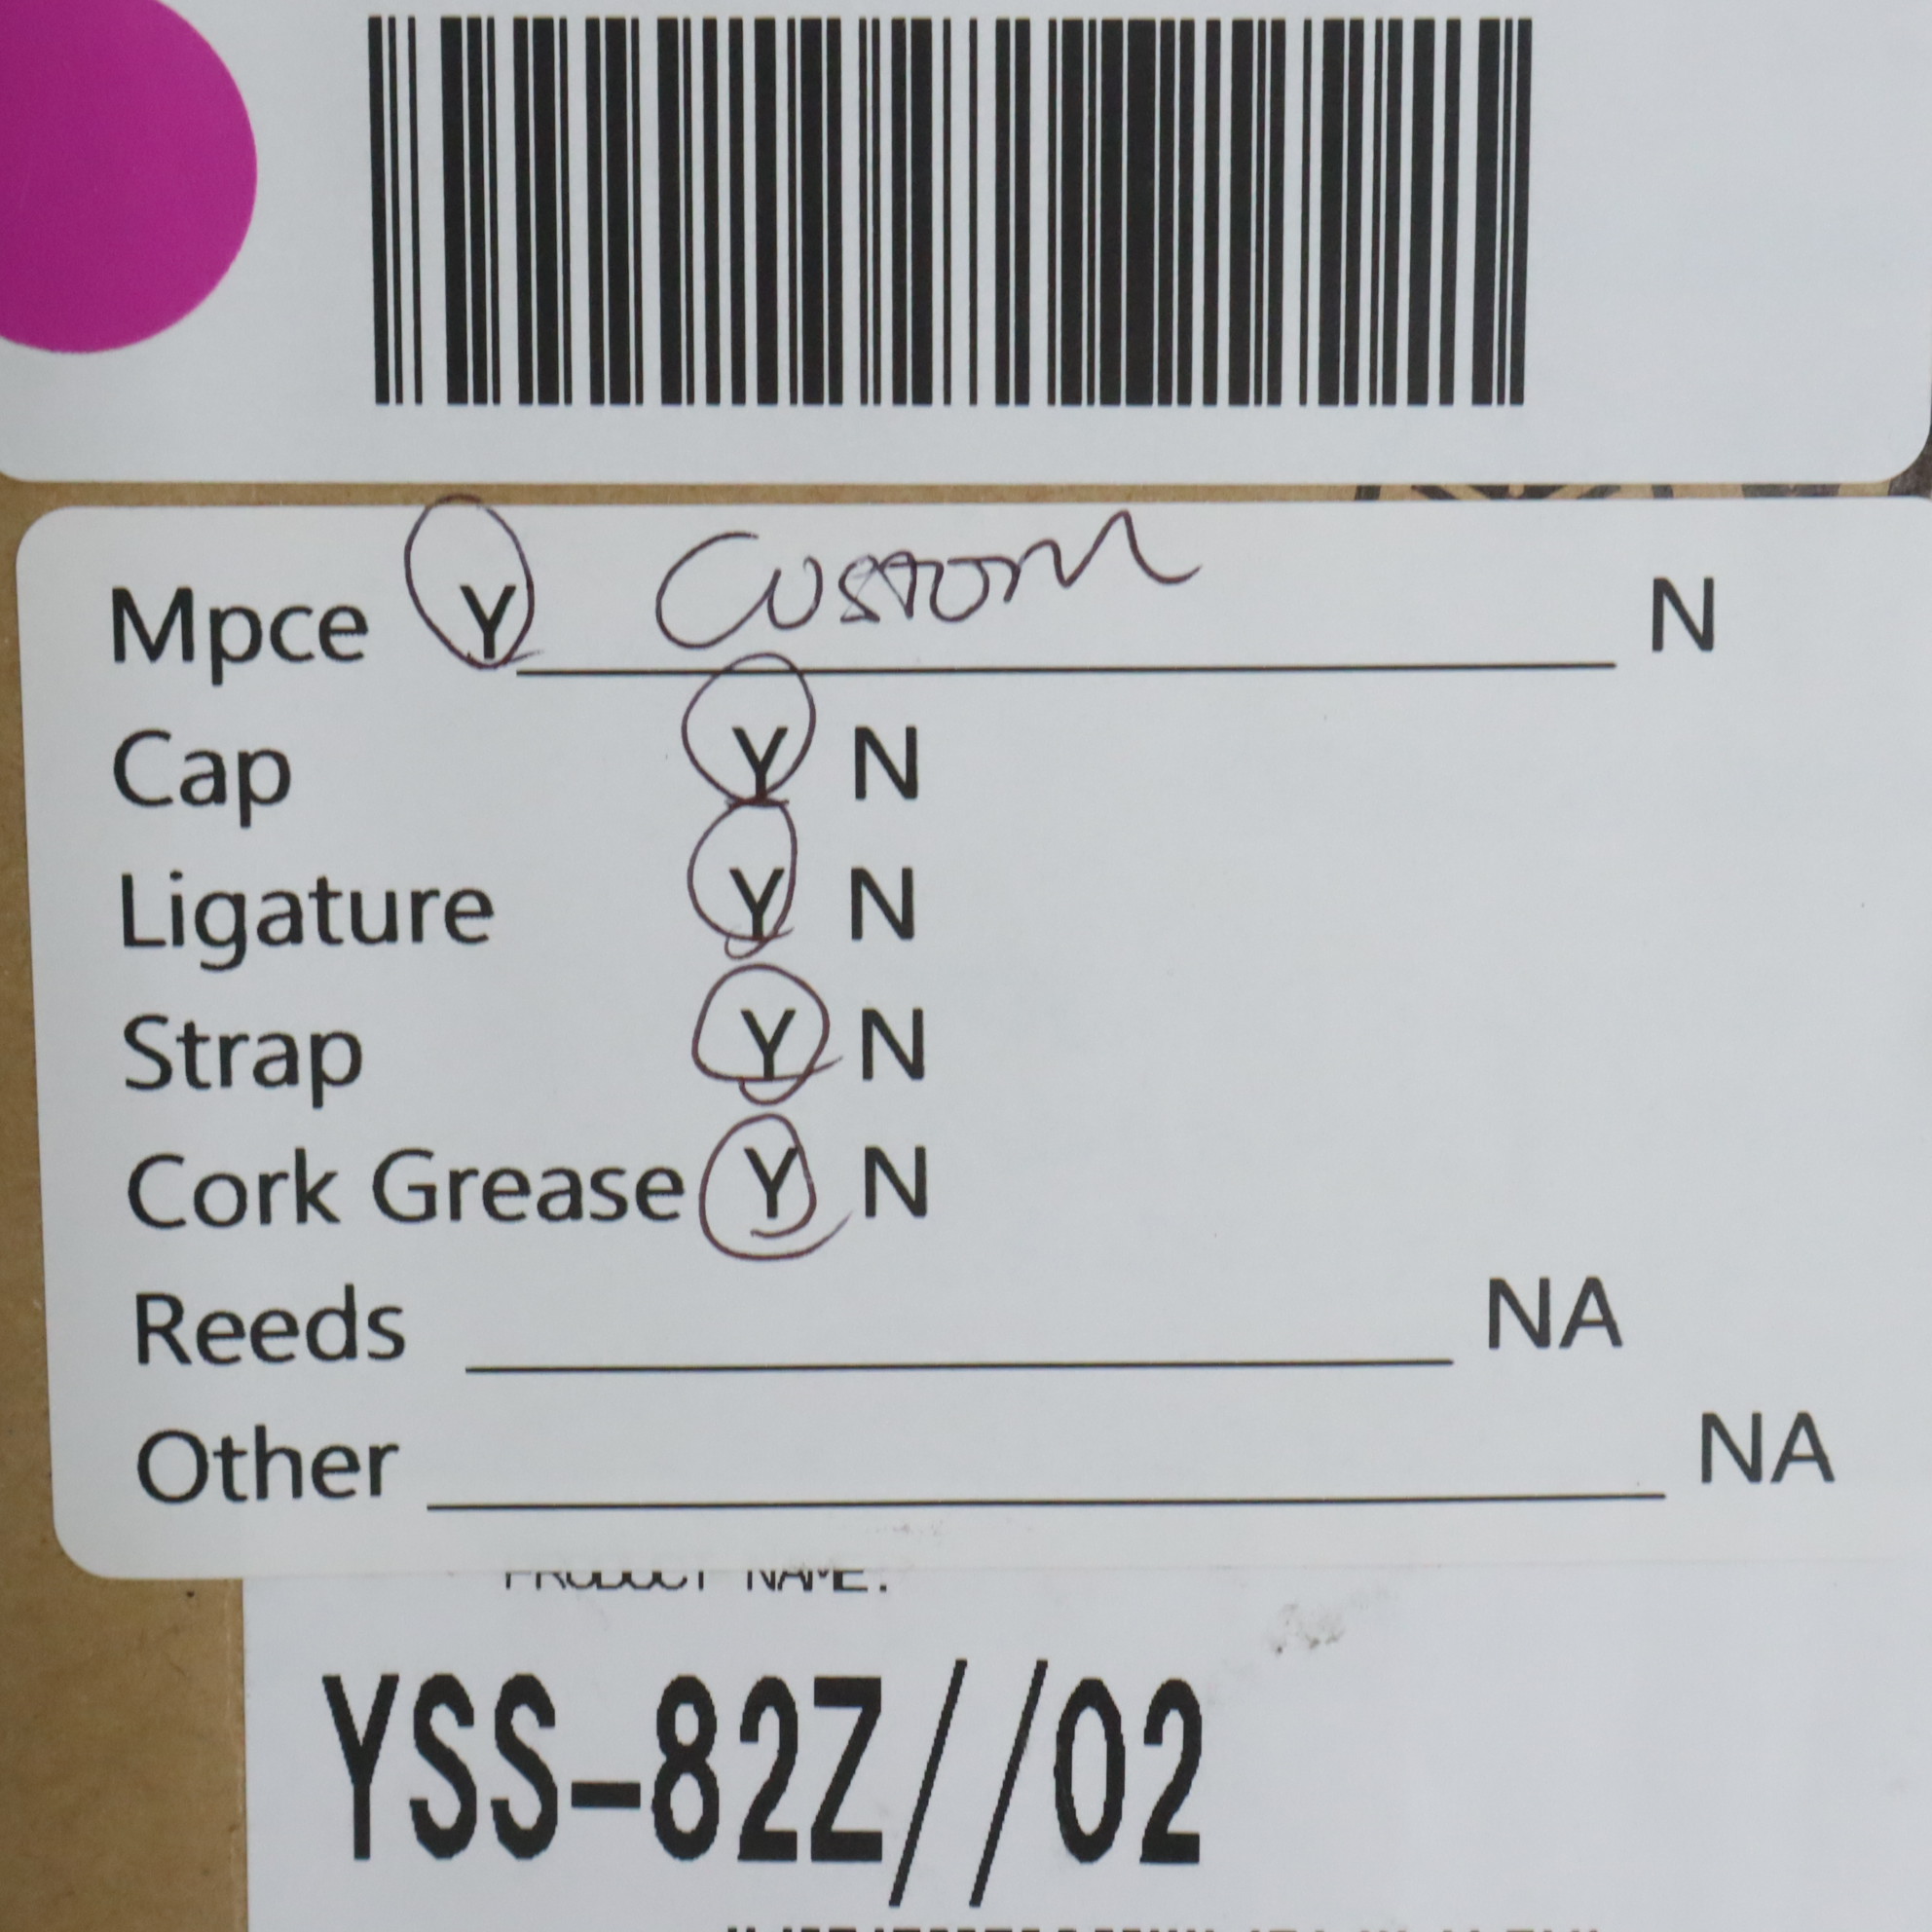 Mpce Y Custom N
Cap Y N
Ligature Y N
Strap Y N
Cork Grease Y N
Reeds NA
Other NA
PRODUCT NAME:
YSS-82Z//02